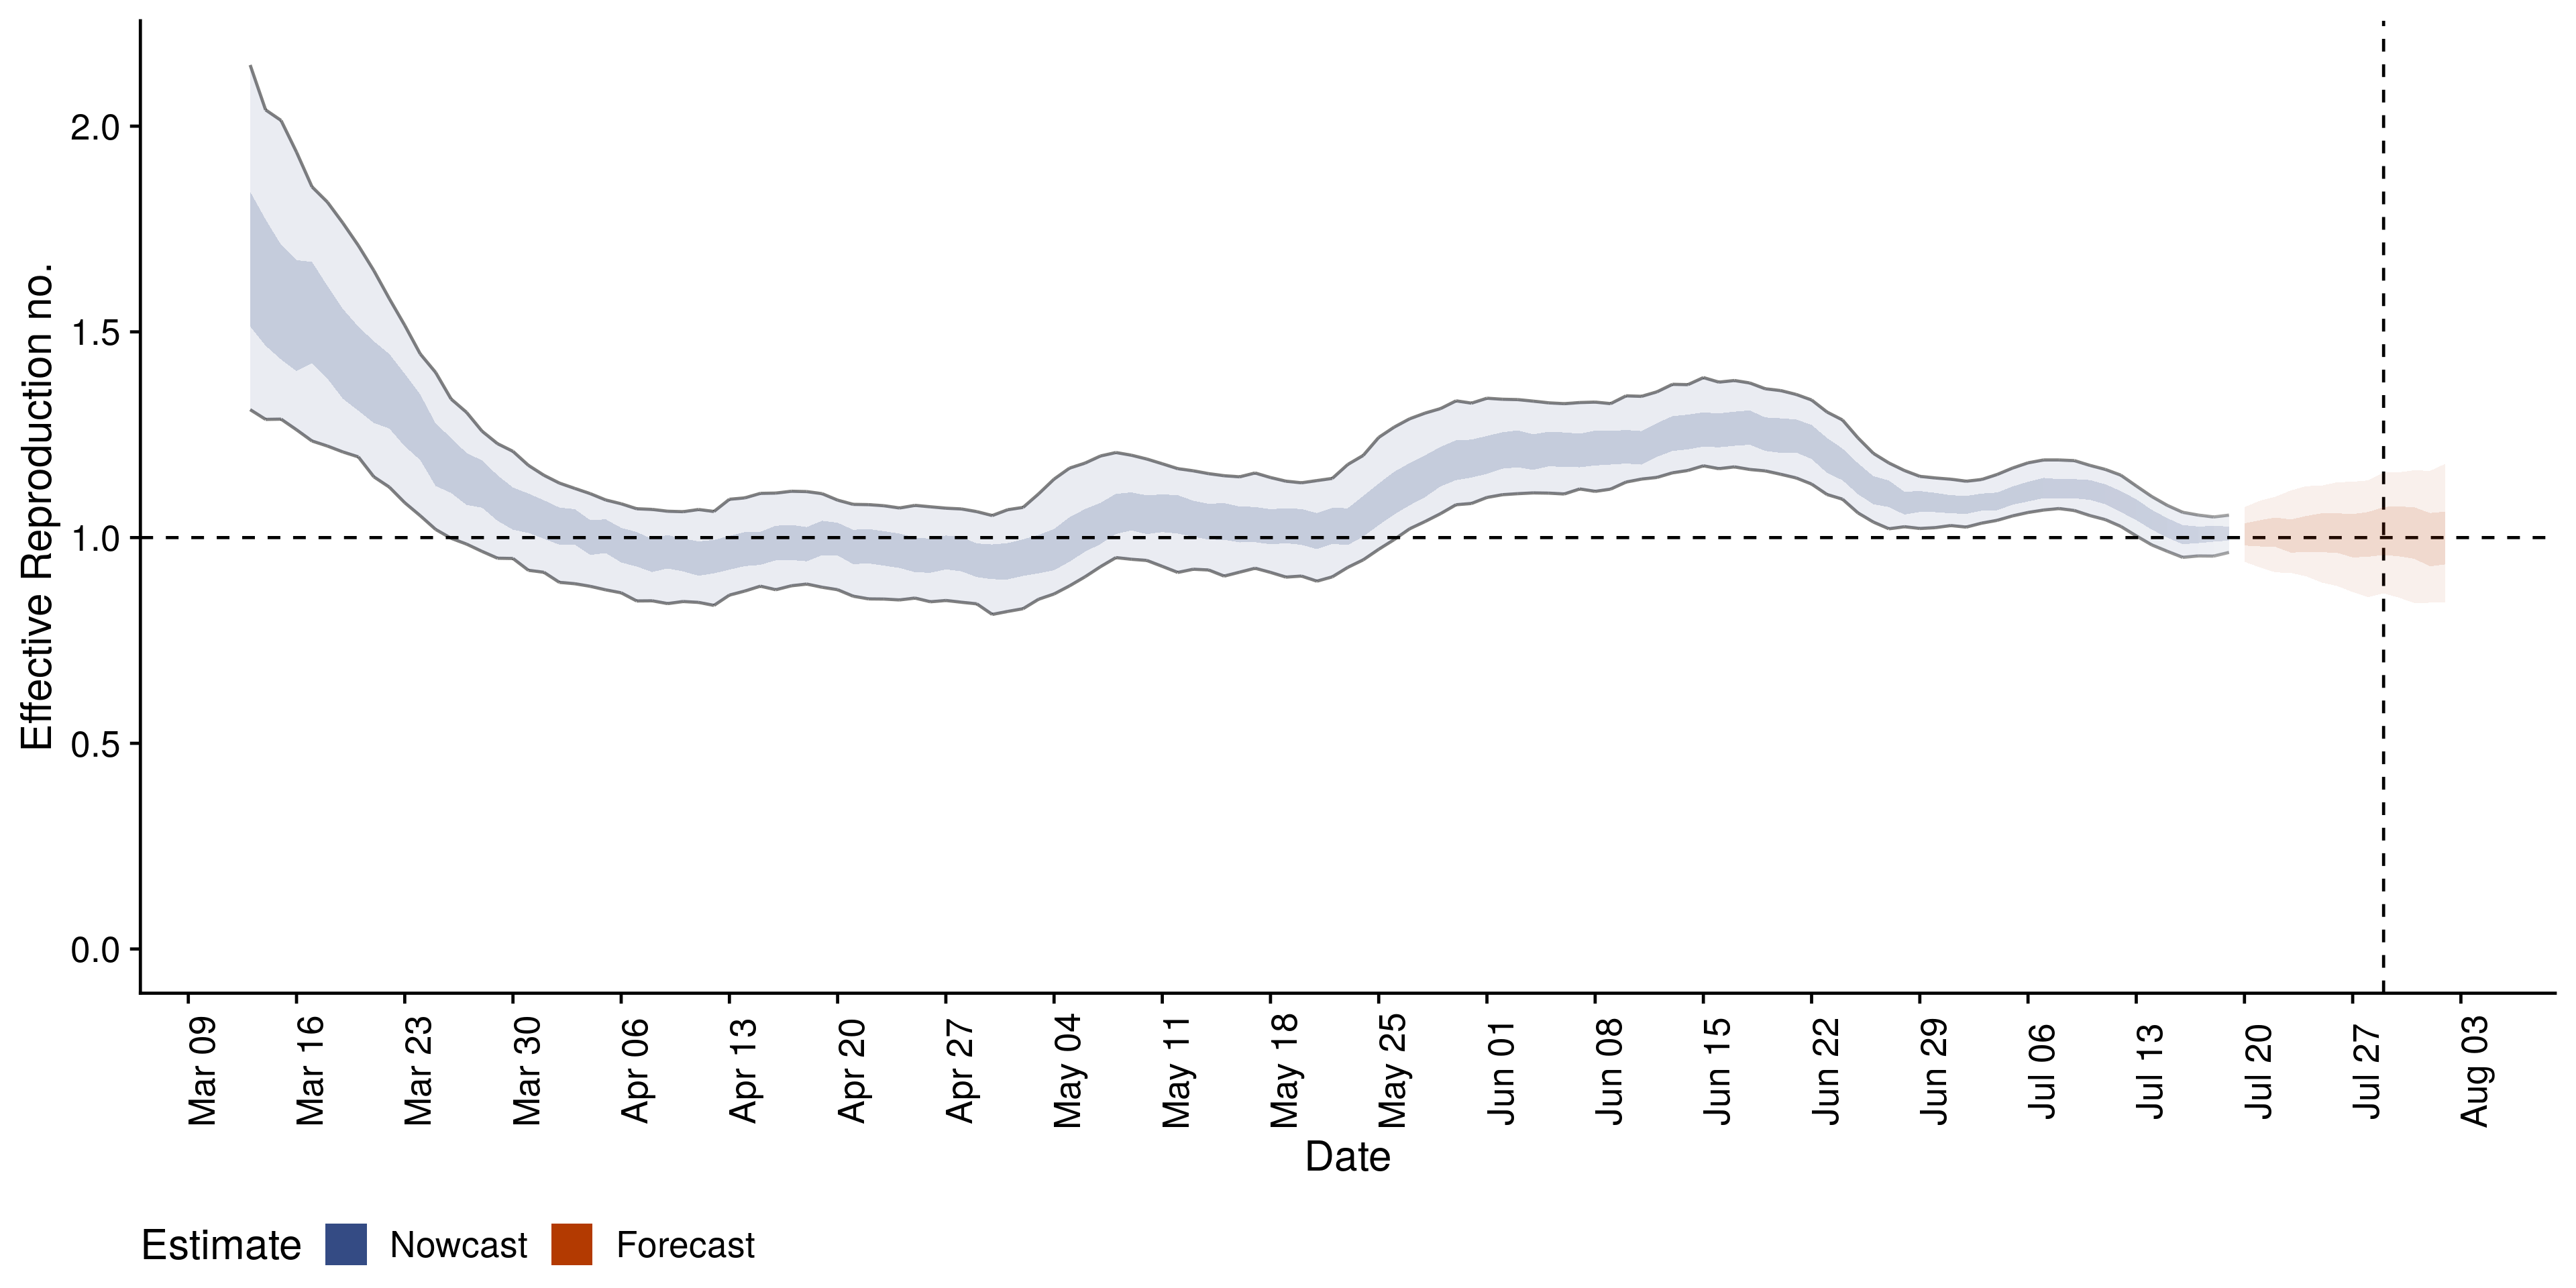 Effective Reproduction no.
2.0
1.5
1.0
0.5
0.0
Mar 09
Mar 16
Mar 23
Mar 30
Apr 06
Apr 13
Apr 20
Apr 27
May 04
May 11
May 18
May 25
Jun 01
Jun 08
Jun 15
Jun 22
Jun 29
Jul 06
Jul 13
Jul 20
Jul 27
Aug 03
Date
Estimate Nowcast Forecast